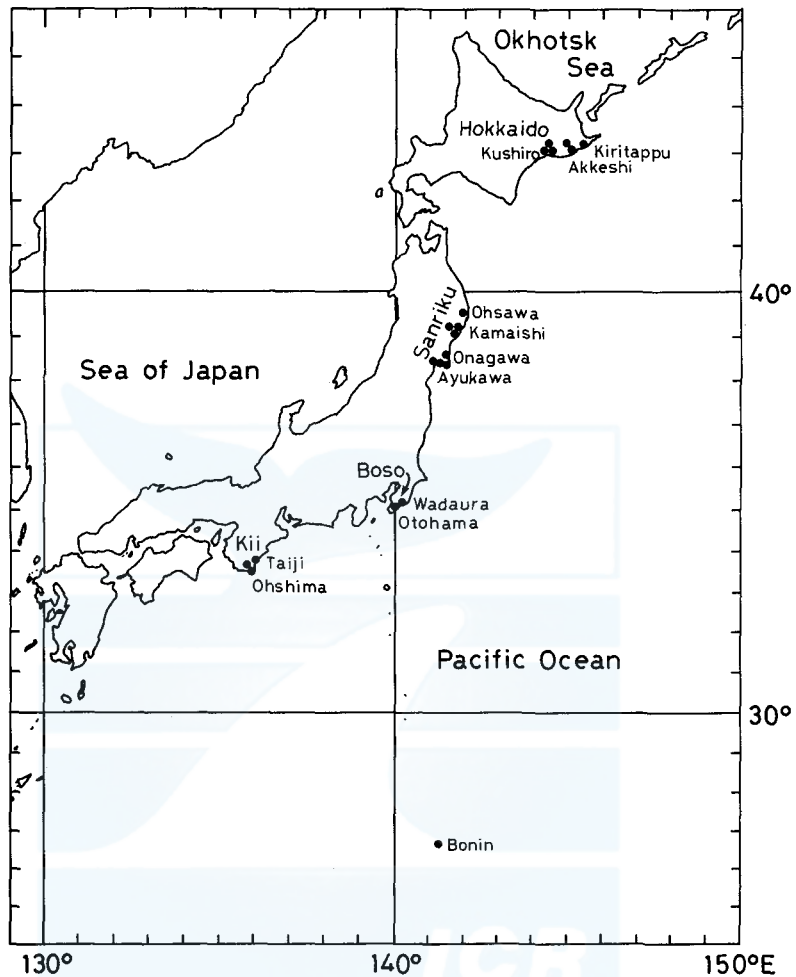 Okhotsk
Sea
Hokkaido
Kushiro
Kiritappu
Akkeshi
40°
Sanriku
Ohsawa
Kamaishi
Onagawa
Ayukawa
Sea of Japan
Boso
Wadaura
Otohama
Kii
Taiji
Ohshima
Pacific Ocean
30°
Bonin
130°
140°
150°E
ICR